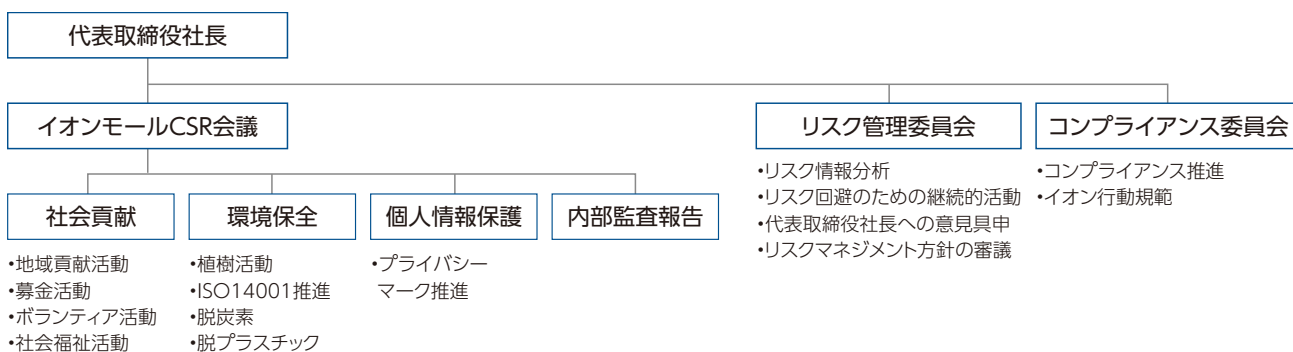 代表取締役社長
イオンモールCSR会議
リスク管理委員会
コンプライアンス委員会
・リスク情報分析
・リスク回避のための継続的活動
・代表取締役社長への意見具申
・リスクマネジメント方針の審議
・コンプライアンス推進
・イオン行動規範
社会貢献
環境保全
個人情報保護
内部監査報告
・地域貢献活動
・募金活動
・ボランティア活動
・社会福祉活動
・植樹活動
・ISO14001推進
・脱炭素
・脱プラスチック
・プライバシー
マーク推進